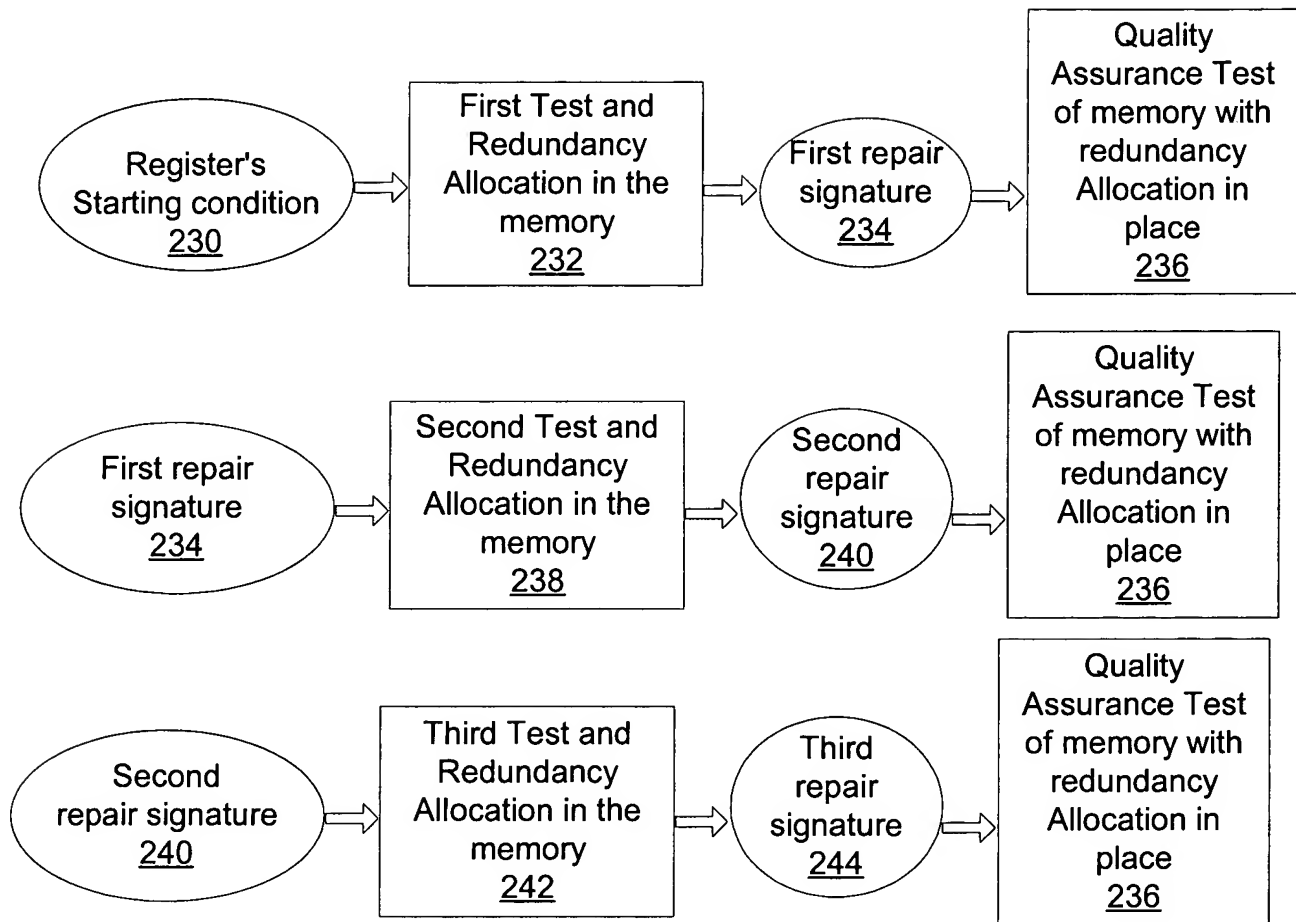 Register's
Starting condition
230
First Test and
Redundancy
Allocation in the
memory
232
First repair
signature
234
Quality
Assurance Test
of memory with
redundancy
Allocation in
place
236
First repair
signature
234
Second Test and
Redundancy
Allocation in the
memory
238
Second
repair
signature
240
Quality
Assurance Test
of memory with
redundancy
Allocation in
place
236
Second
repair signature
240
Third Test and
Redundancy
Allocation in the
memory
242
Third
repair
signature
244
Quality
Assurance Test
of memory with
redundancy
Allocation in
place
236